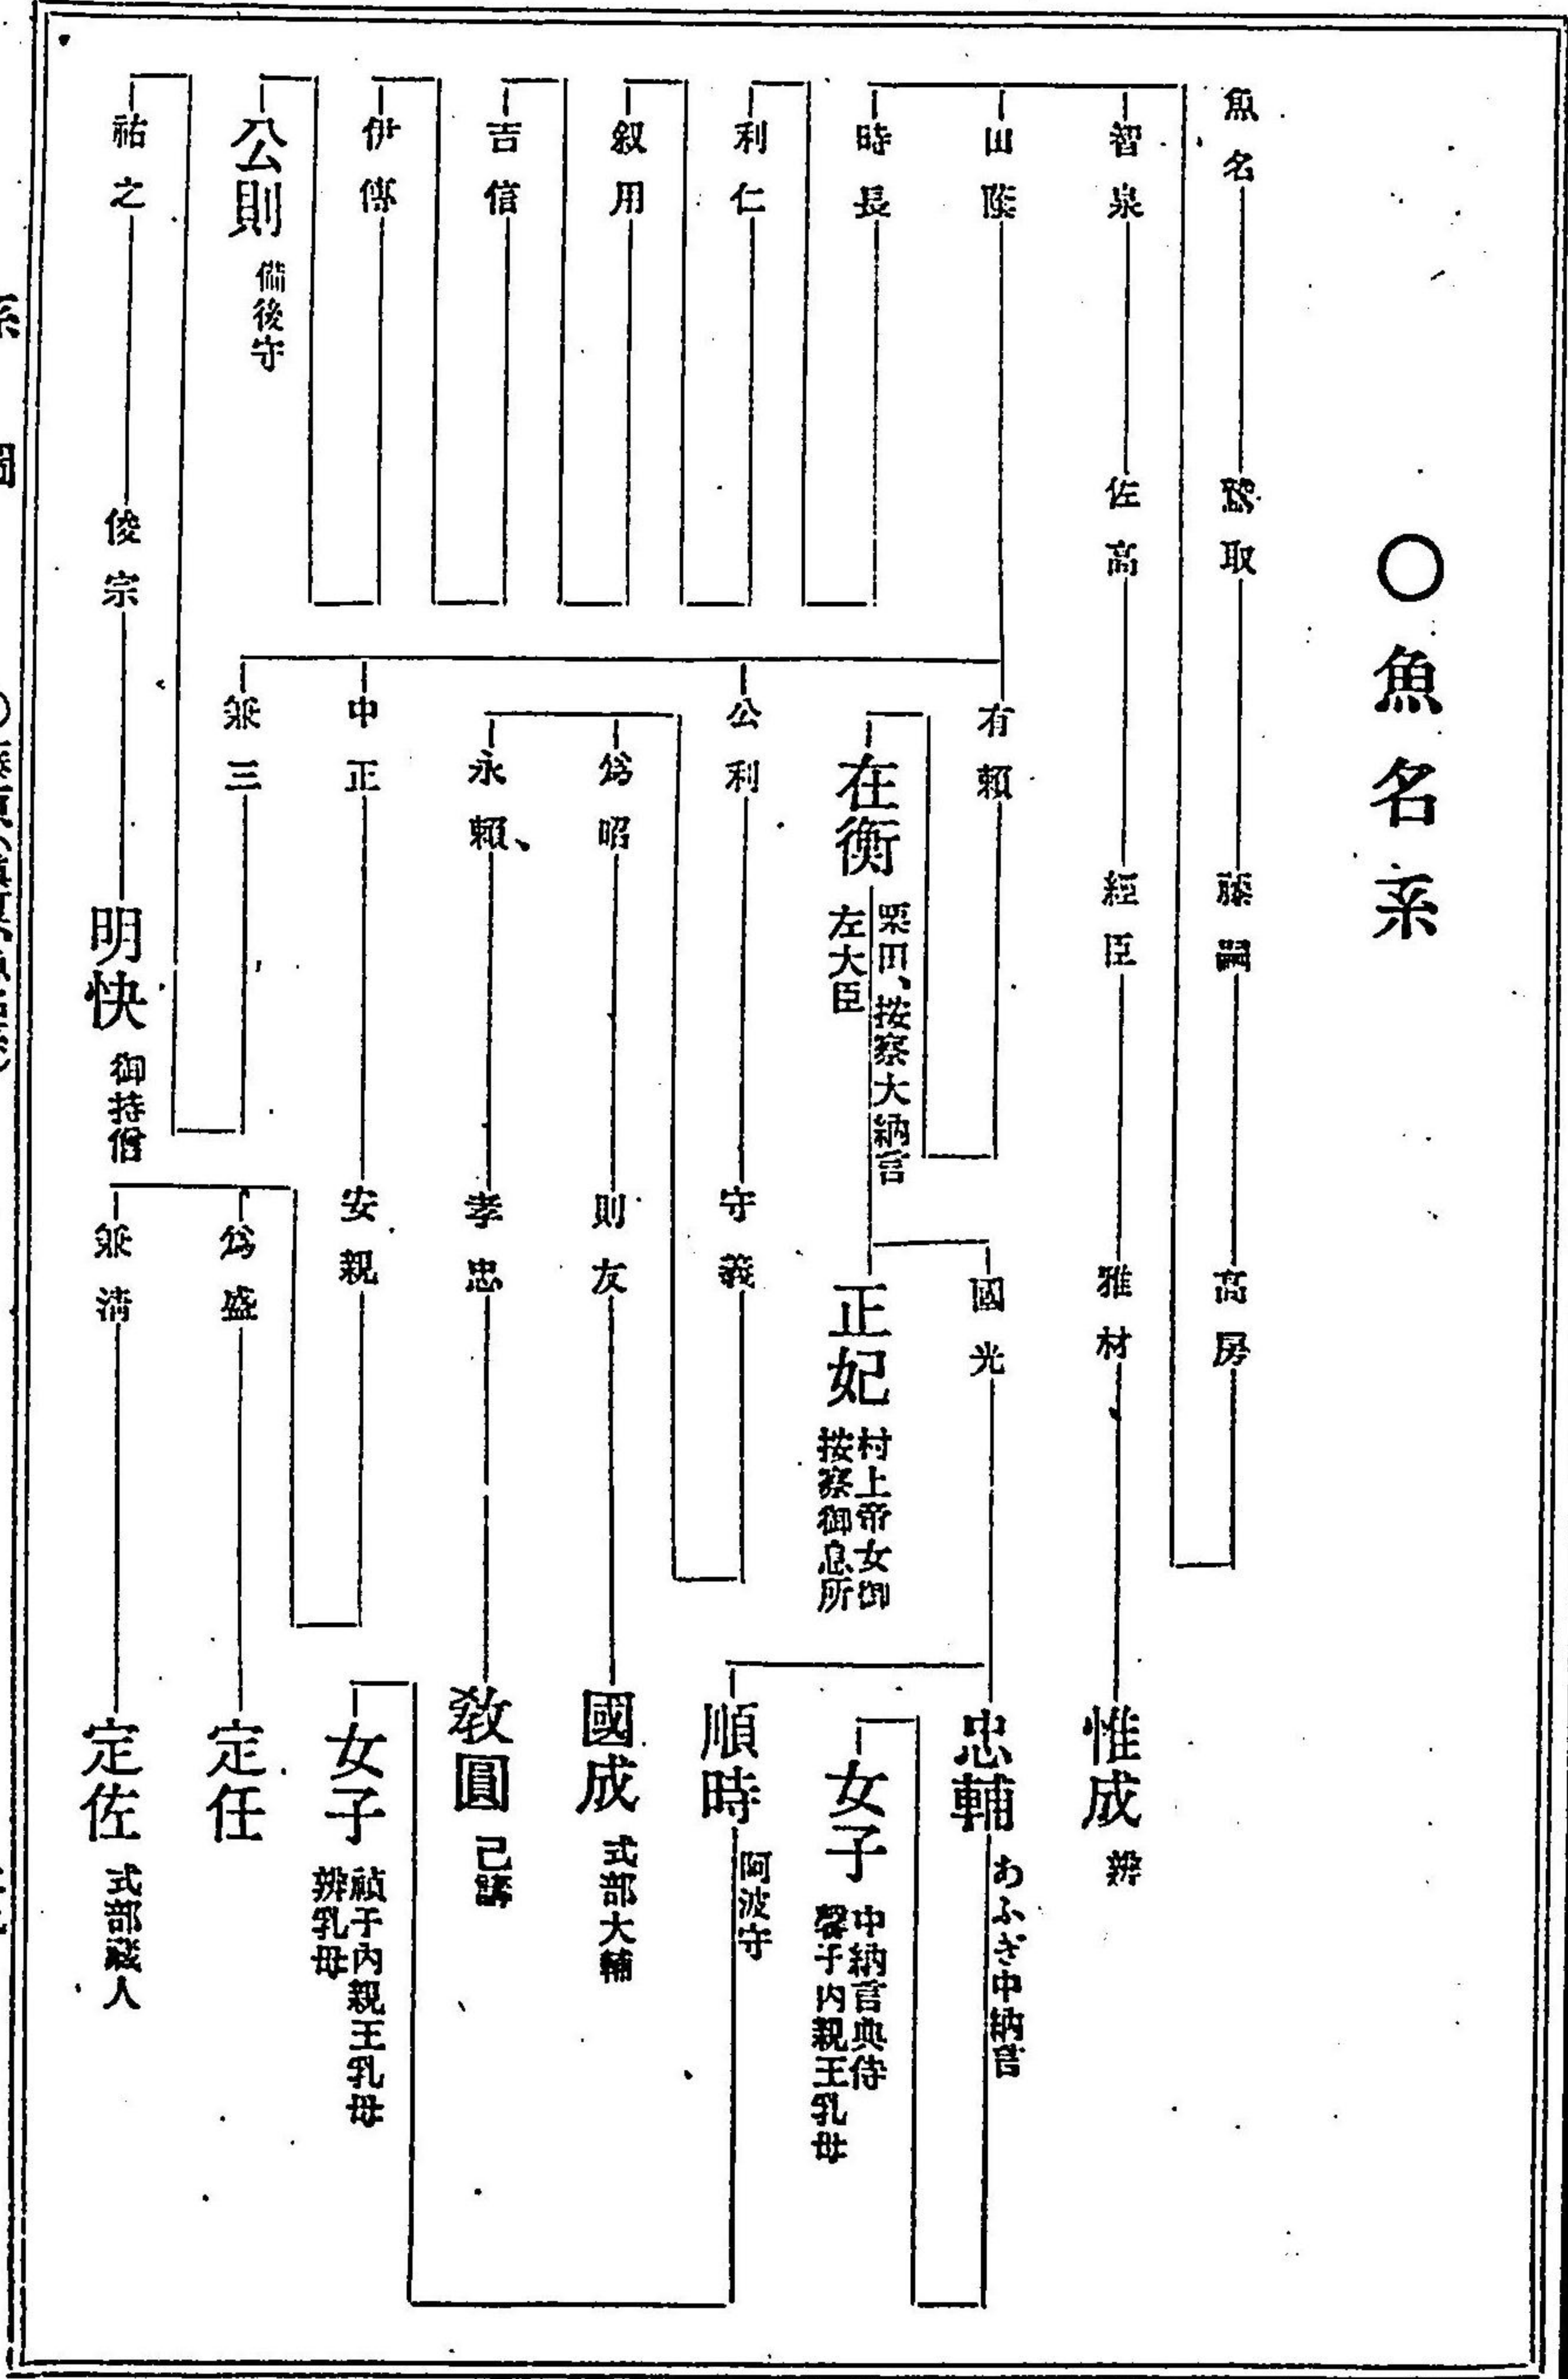 〇魚名系
魚名
鷲取
藤嗣
高房
智泉
佐高
經臣
雅材
惟成 辨
山陰
有賴
國光
忠輔 あふぎ中納言
在衡 粟田、按察大納言
左大臣
正妃 村上帝女御
按察御息所
女子 中納言典侍
馨子內親王乳母
時長
公利
守義
順時 阿波守
利仁
爲昭
則友
國成 式部大輔
叙用
永賴、
孝忠
敎圓 已講
吉信
中正
安親
女子 禎子內親王乳母
辨乳母
伊傳
兼三
爲盛
定任
公則 備後守
祐之
俊宗
明快 御持僧
兼清
定佐 式部藏人
系圖